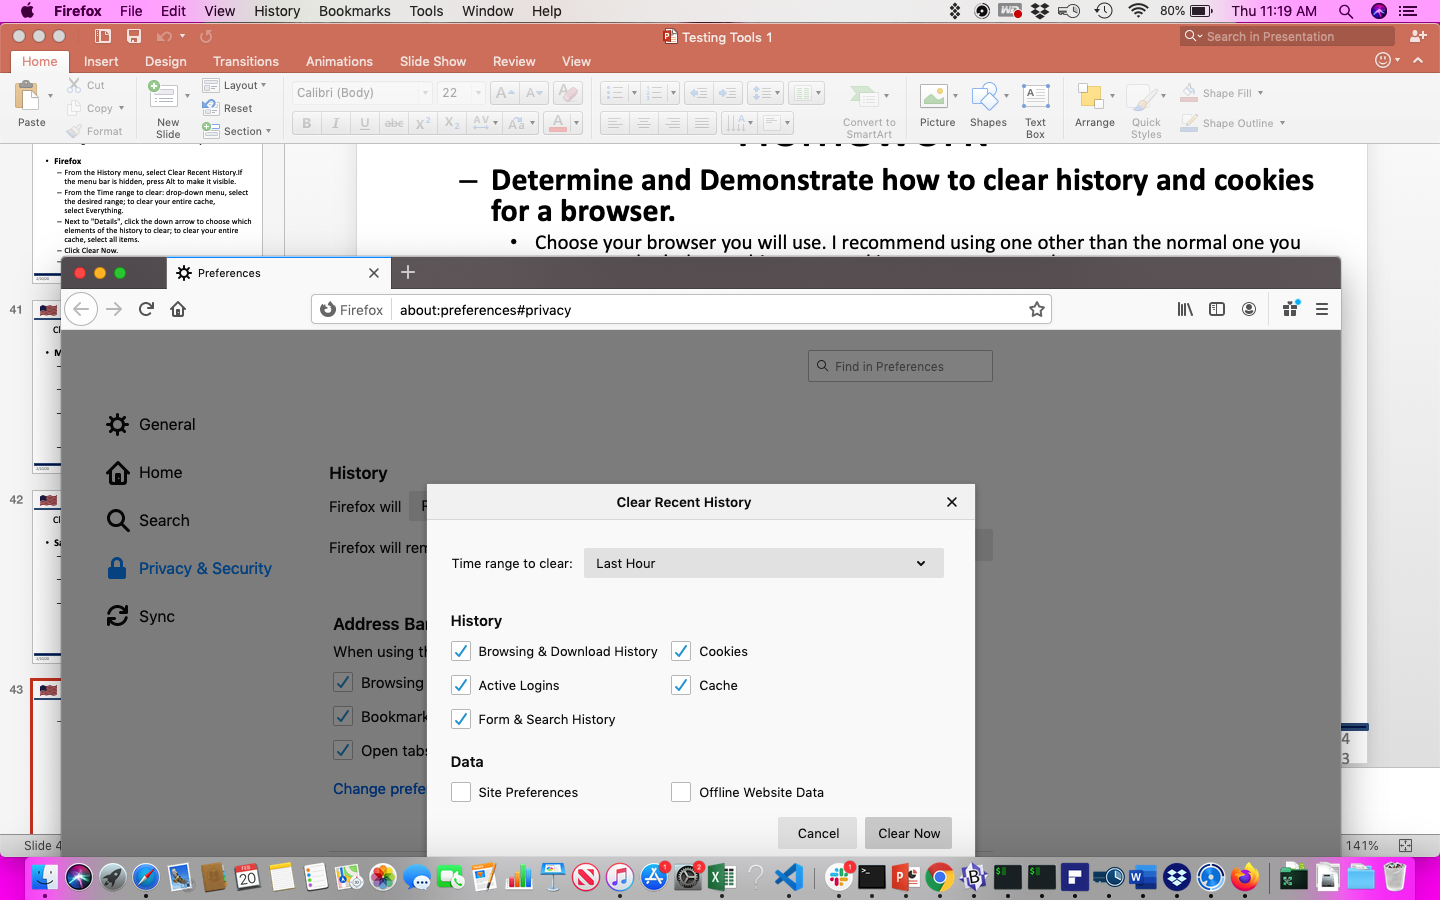 Firefox File Edit View History Bookmarks Tools Window Help 80% Thu 11:19 AM
Testing Tools 1
Search in Presentation
Home Insert Design Transitions Animations Slide Show Review View
Paste
Cut
Copy
Format
New Slide
Layout
Reset
Section
Calibri (Body) 22
B I U abc X² X₂ AV Aa A
Convert to SmartArt
Picture
Shapes
Text Box
Arrange
Quick Styles
Shape Fill
Shape Outline
• Firefox
– From the History menu, select Clear Recent History.If
the menu bar is hidden, press Alt to make it visible.
– From the Time range to clear: drop-down menu, select
the desired range; to clear your entire cache,
select Everything.
– Next to "Details", click the down arrow to choose which
elements of the history to clear; to clear your entire
cache, select all items.
– Click Clear Now.
41
42
43
– Determine and Demonstrate how to clear history and cookies
for a browser.
• Choose your browser you will use. I recommend using one other than the normal one you
Preferences
Firefox about:preferences#privacy
Find in Preferences
General
Home
Search
Privacy & Security
Sync
History
Firefox will
Firefox will rem
Address Ba
When using th
Browsing
Bookmark
Open tabs
Change prefe
Clear Recent History
Time range to clear: Last Hour
History
Browsing & Download History Cookies
Active Logins Cache
Form & Search History
Data
Site Preferences Offline Website Data
Cancel Clear Now
4
3
Slide 4
146%
FEB
20